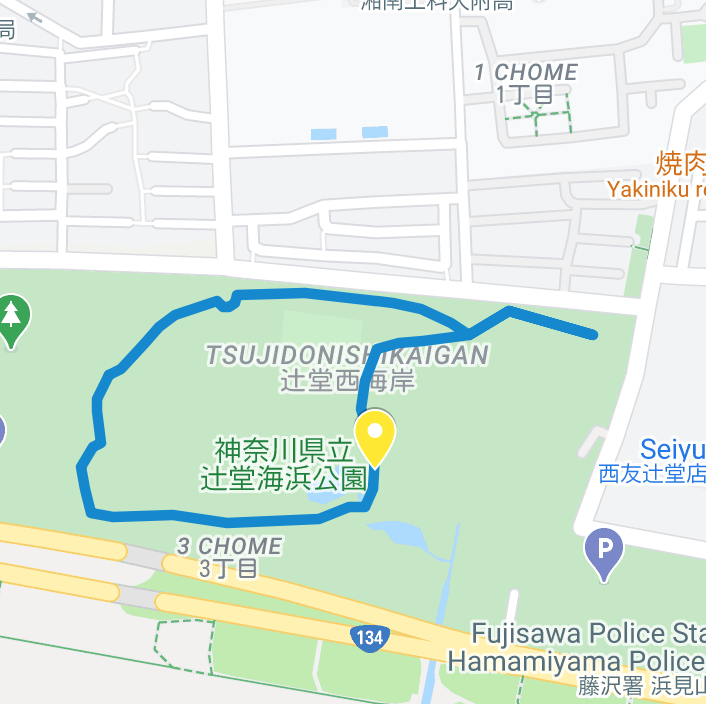 湘南工科大附高
局
1 CHOME
1丁目
焼肉
Yakiniku re
TSUJIDONISHIKAIGAN
辻堂西海岸
神奈川県立
辻堂海浜公園
Seiyu
西友辻堂店
P
3 CHOME
3丁目
134
Fujisawa Police Sta
Hamamiyama Police
藤沢署 浜見山